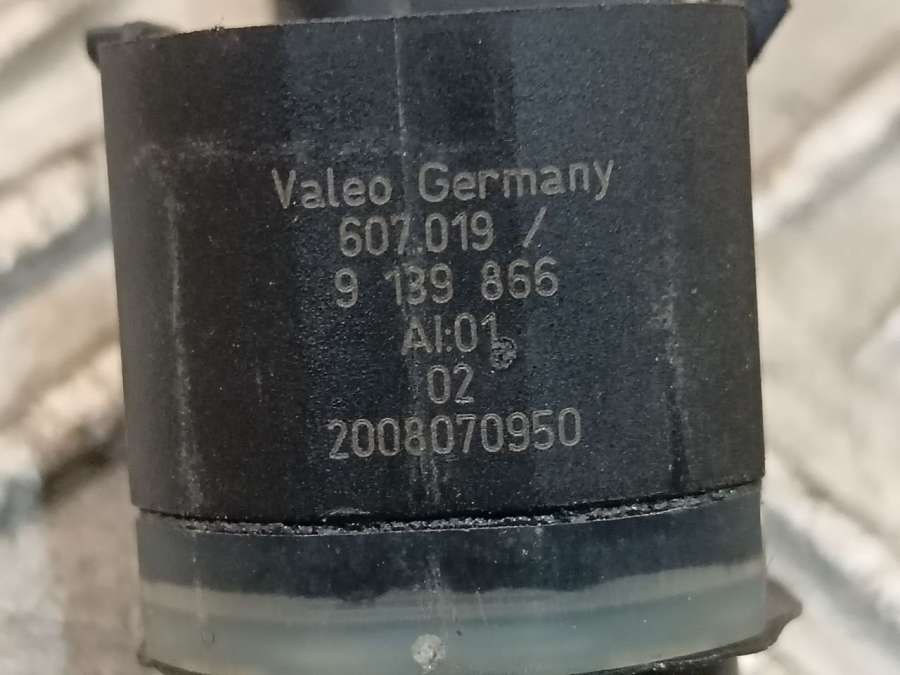 Valeo Germany
607.019 /
9 139 866
AI:01
02
2008070950